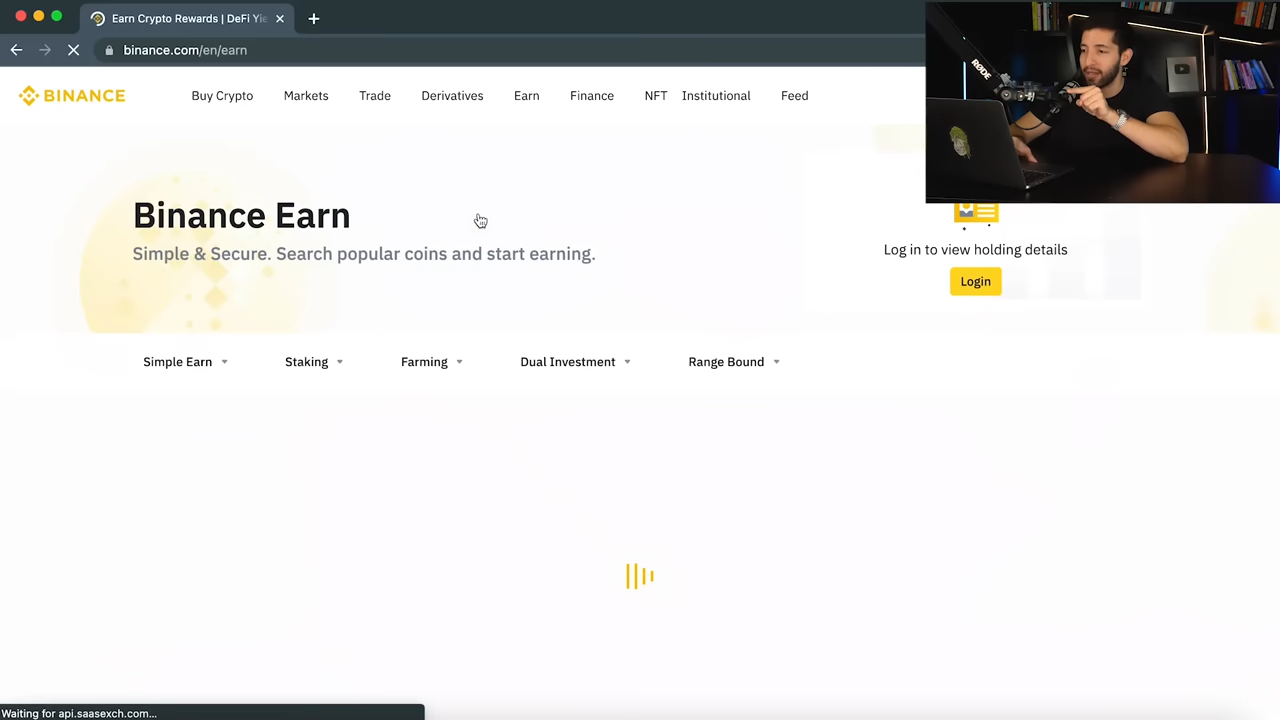 Earn Crypto Rewards | DeFi Yie
binance.com/en/earn
BINANCE
Buy Crypto
Markets
Trade
Derivatives
Earn
Finance
NFT
Institutional
Feed
RØDE
Binance Earn
Simple & Secure. Search popular coins and start earning.
Log in to view holding details
Login
Simple Earn
Staking
Farming
Dual Investment
Range Bound
Waiting for api.saasexch.com...